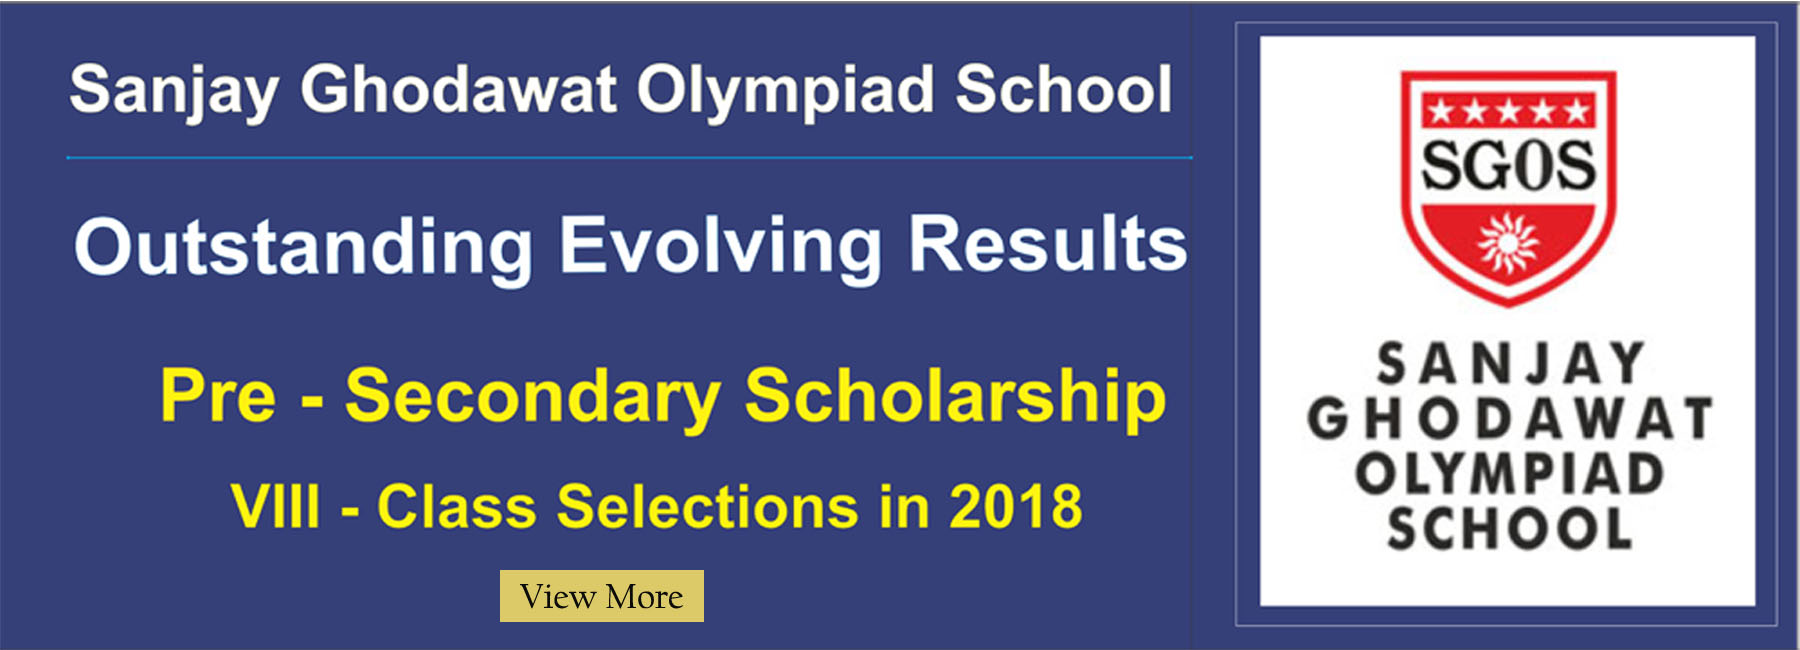 Sanjay Ghodawat Olympiad School
Outstanding Evolving Results
Pre - Secondary Scholarship
VIII - Class Selections in 2018
View More
SGOS
SANJAY
GHODAWAT
OLYMPIAD
SCHOOL